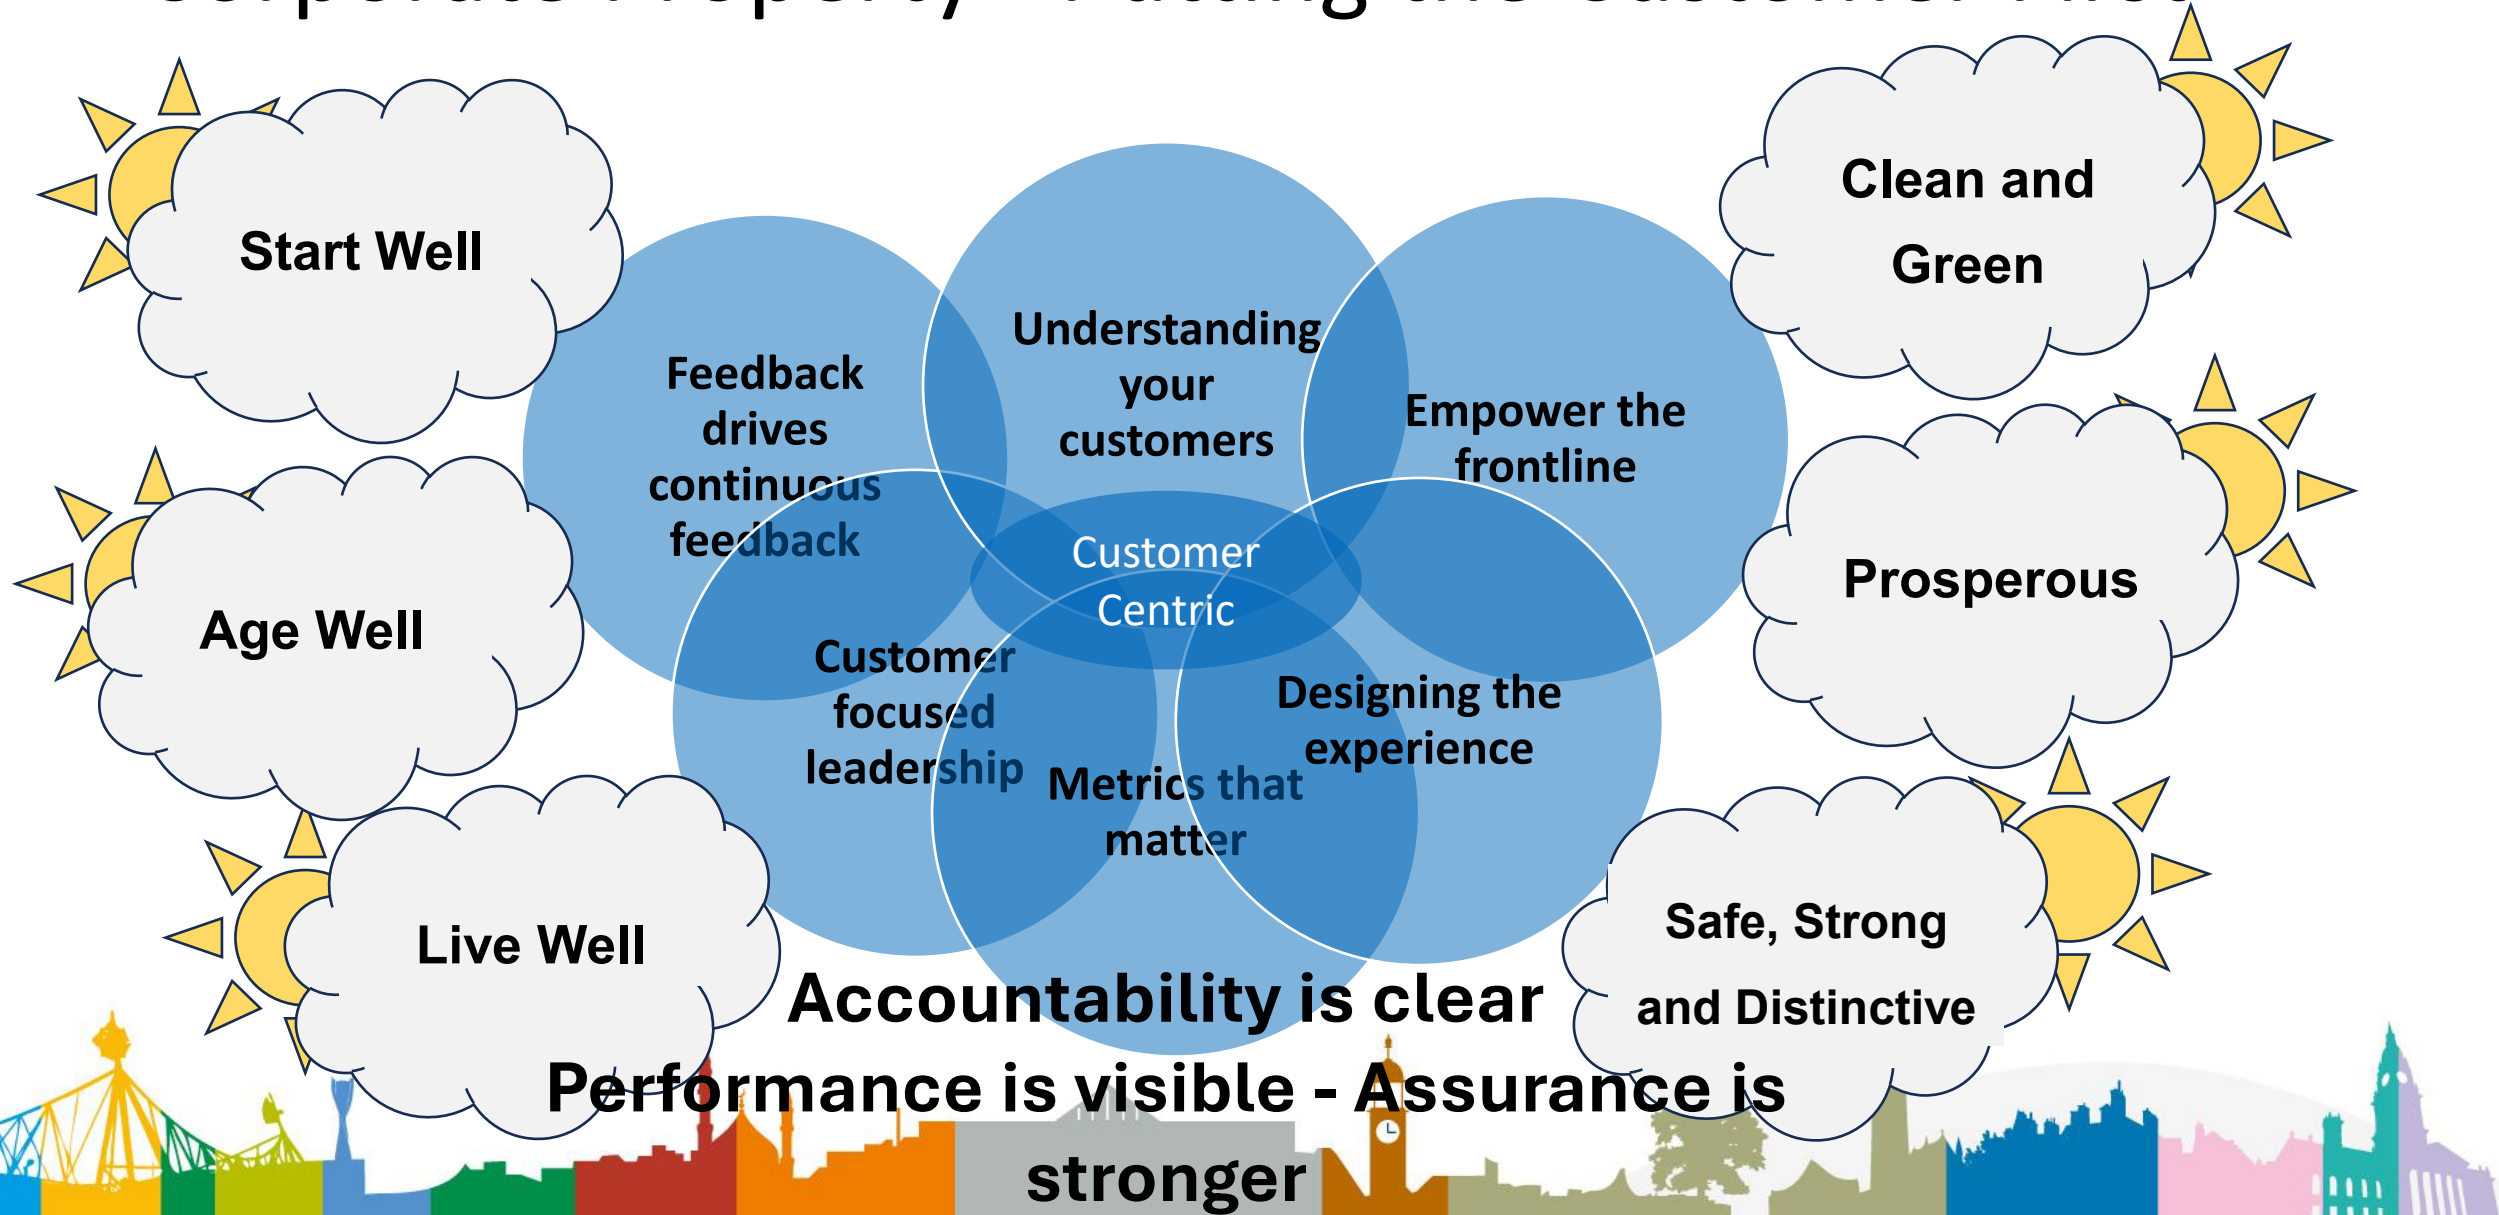 Start Well
Age Well
Live Well
Clean and
Green
Prosperous
Safe, Strong
and Distinctive
Understanding
your
customers
Feedback
drives
continuous
feedback
Empower the
frontline
Customer
Centric
Customer
focused
leadership
Designing the
experience
Metrics that
matter
Accountability is clear
Performance is visible - Assurance is
stronger